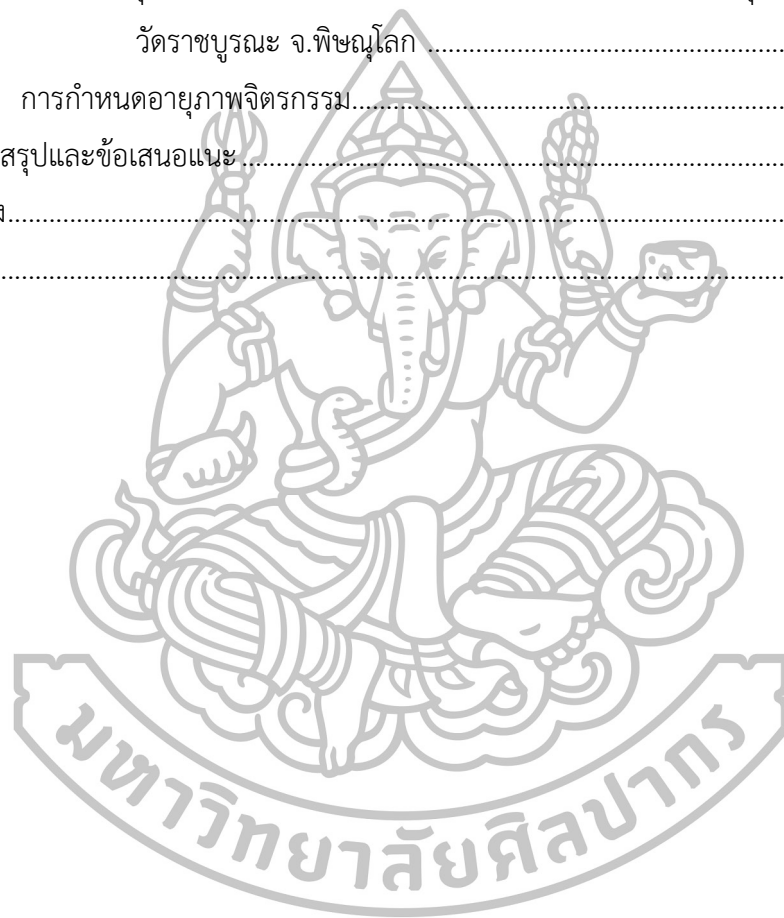 วัดราชบูรณะ จ.พิษณุโลก ........................................................
การกำหนดอายุภาพจิตรกรรม....................................................................
สรุปและข้อเสนอแนะ ....................................................................................
มหาวิทยาลัยศิลปากร